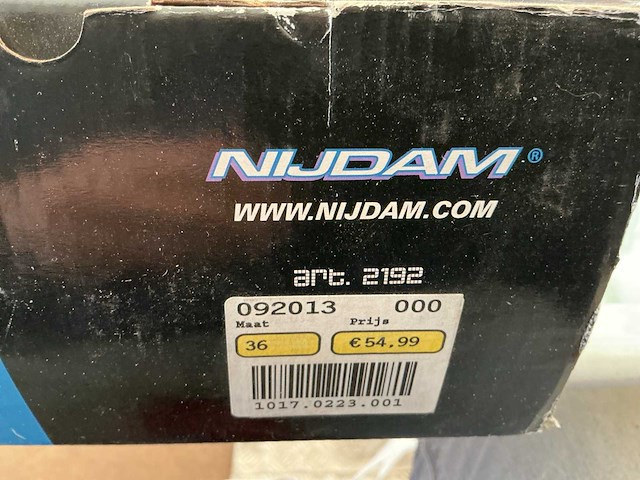 NIJDAM®
WWW.NIJDAM.COM
art. 2192
092013 000
Maat Prijs
36 €54,99
1017.0223.001